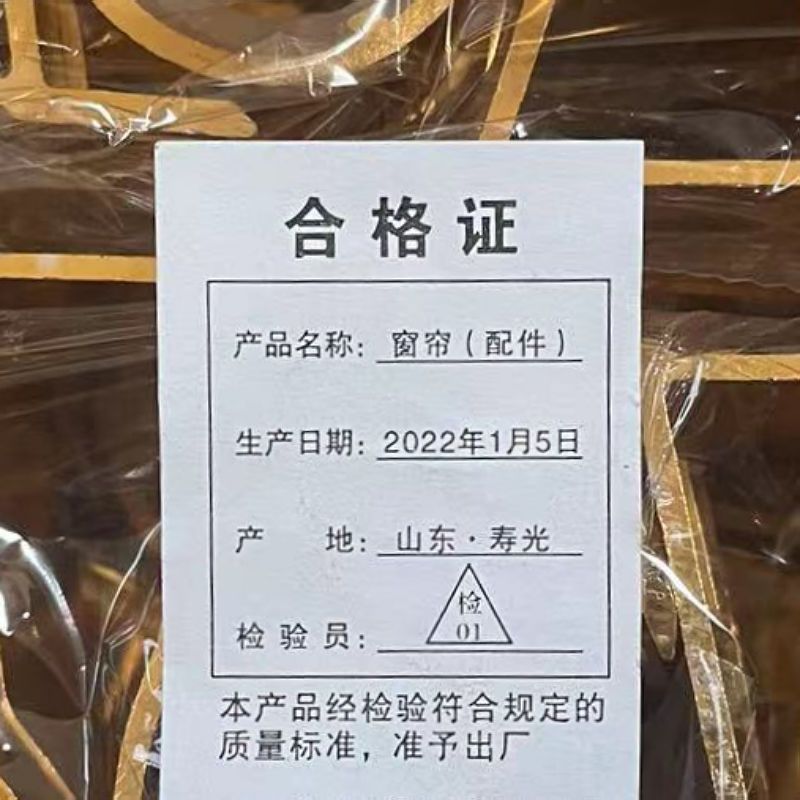 合格证
产品名称：窗帘（配件）
生产日期：2022年1月5日
产 地：山东·寿光
检验员：检
01
本产品经检验符合规定的
质量标准，准予出厂